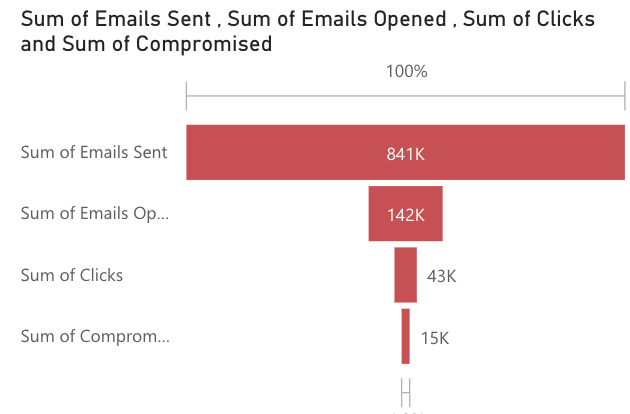 Sum of Emails Sent , Sum of Emails Opened , Sum of Clicks
and Sum of Compromised
100%
Sum of Emails Sent
841K
Sum of Emails Op...
142K
Sum of Clicks
43K
Sum of Comprom...
15K